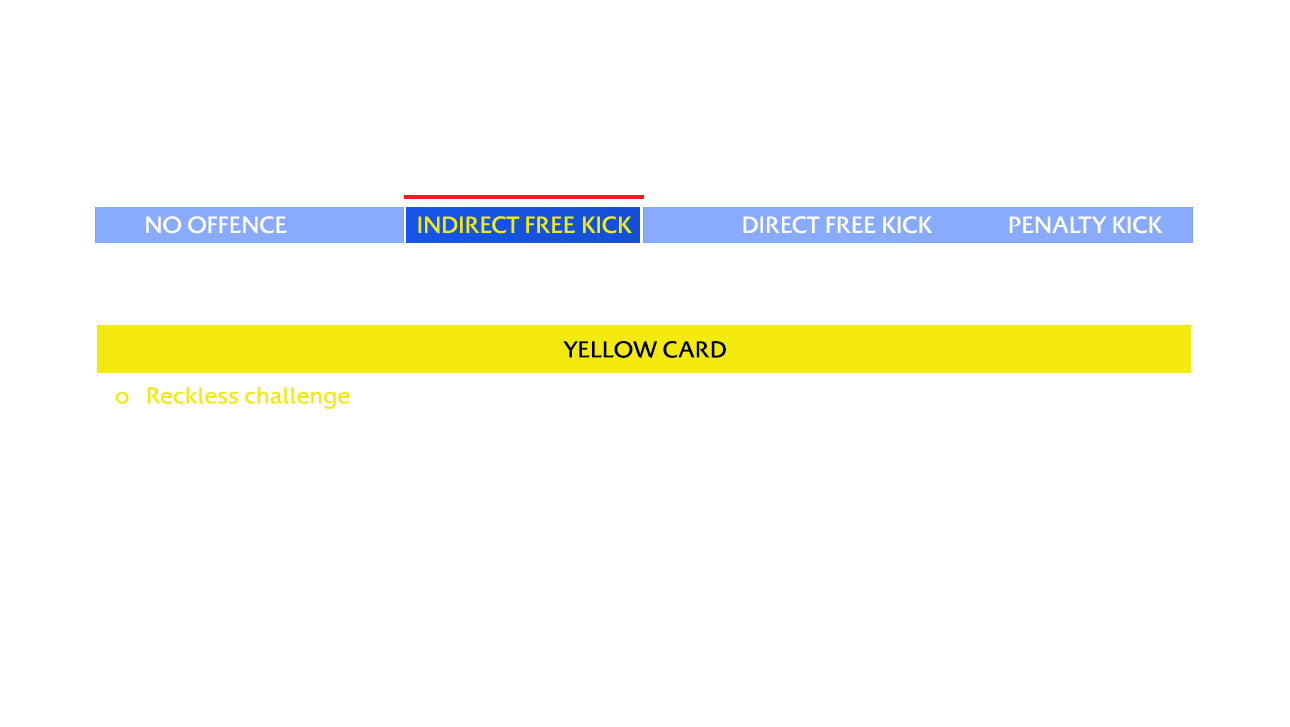 NO OFFENCE INDIRECT FREE KICK DIRECT FREE KICK PENALTY KICK
YELLOW CARD
o Reckless challenge